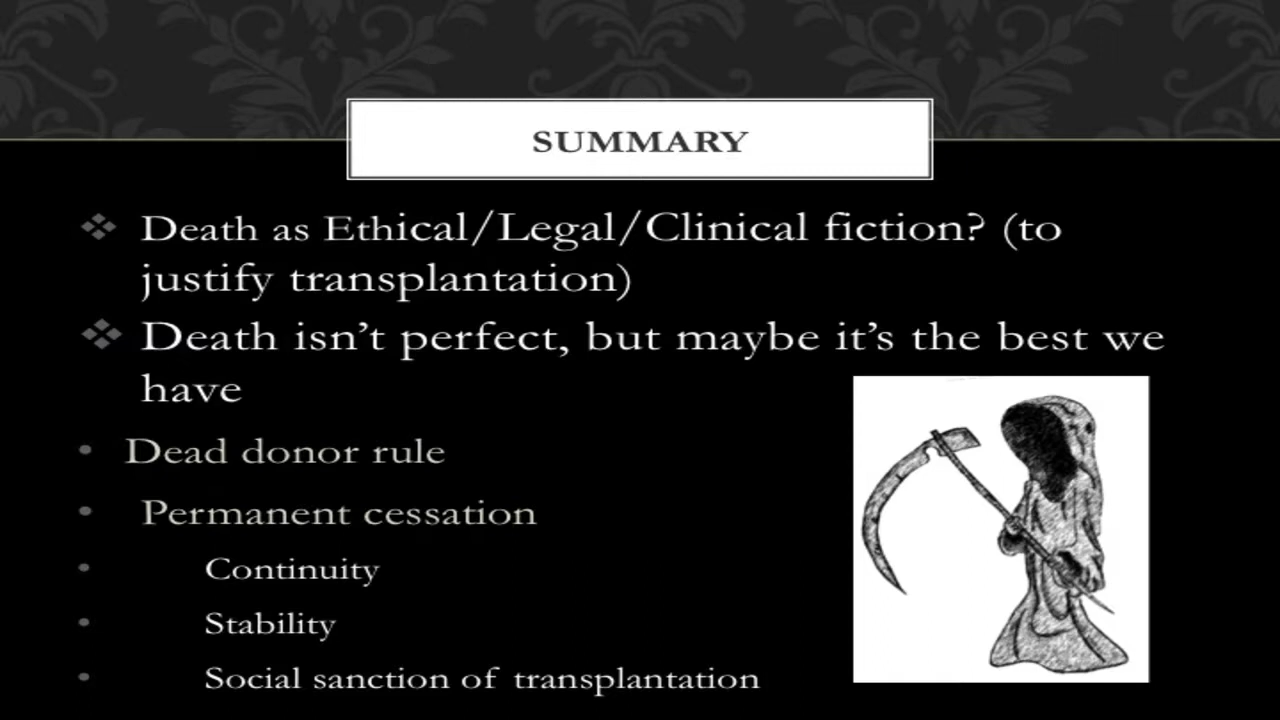 SUMMARY
Death as Ethical/Legal/Clinical fiction? (to
justify transplantation)
Death isn’t perfect, but maybe it’s the best we
have
Dead donor rule
Permanent cessation
Continuity
Stability
Social sanction of transplantation